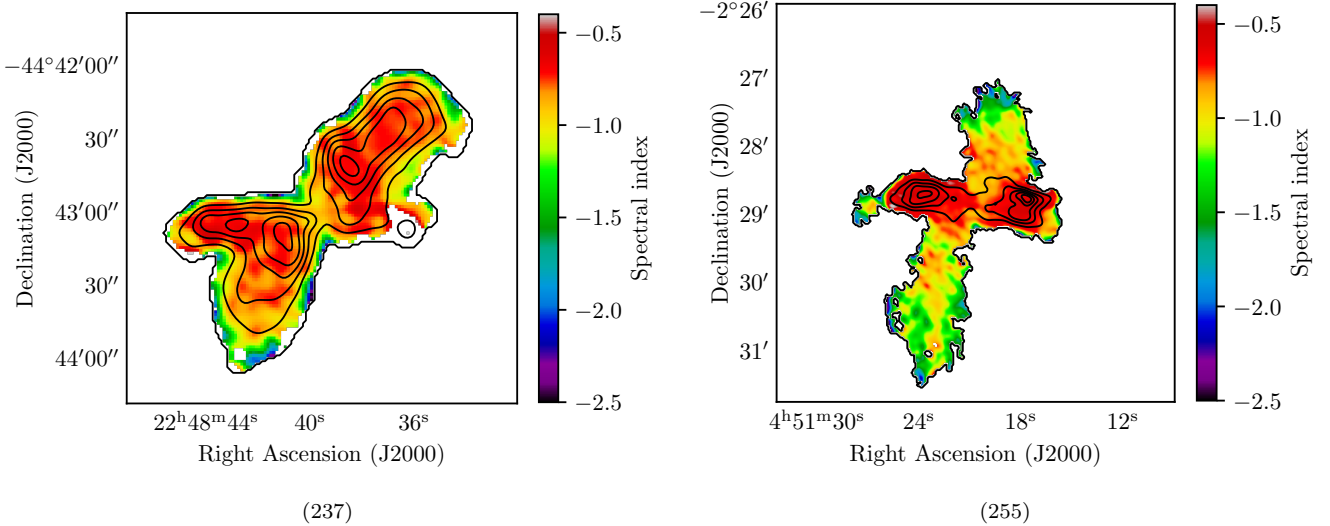 −44°42′00″
30″
43′00″
30″
44′00″
Declination (J2000)
22ʰ48ᵐ44ˢ 40ˢ 36ˢ
Right Ascension (J2000)
−0.5
−1.0
−1.5
−2.0
−2.5
Spectral index
(237)
−2°26′
27′
28′
29′
30′
31′
Declination (J2000)
4ʰ51ᵐ30ˢ 24ˢ 18ˢ 12ˢ
Right Ascension (J2000)
−0.5
−1.0
−1.5
−2.0
−2.5
Spectral index
(255)